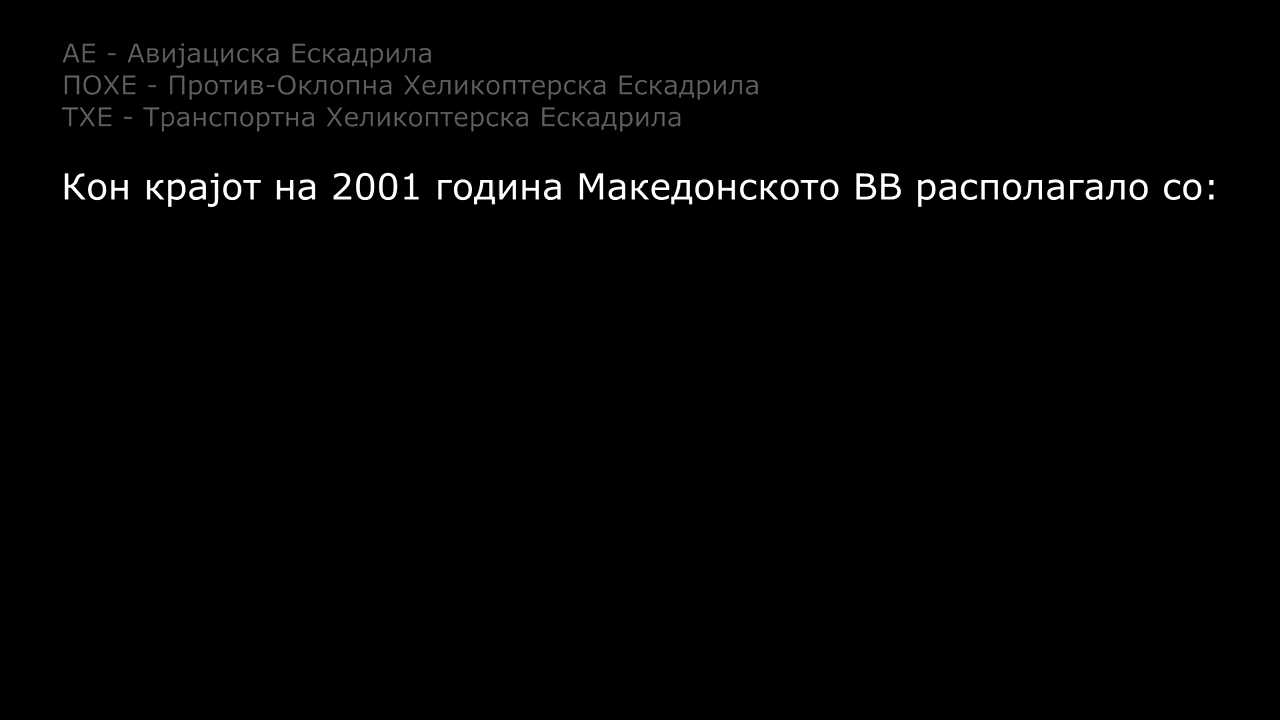 АЕ - Авијациска Ескадрила
ПОХЕ - Против-Оклопна Хеликоптерска Ескадрила
ТХЕ - Транспортна Хеликоптерска Ескадрила
Кон крајот на 2001 година Македонското ВВ располагало со: